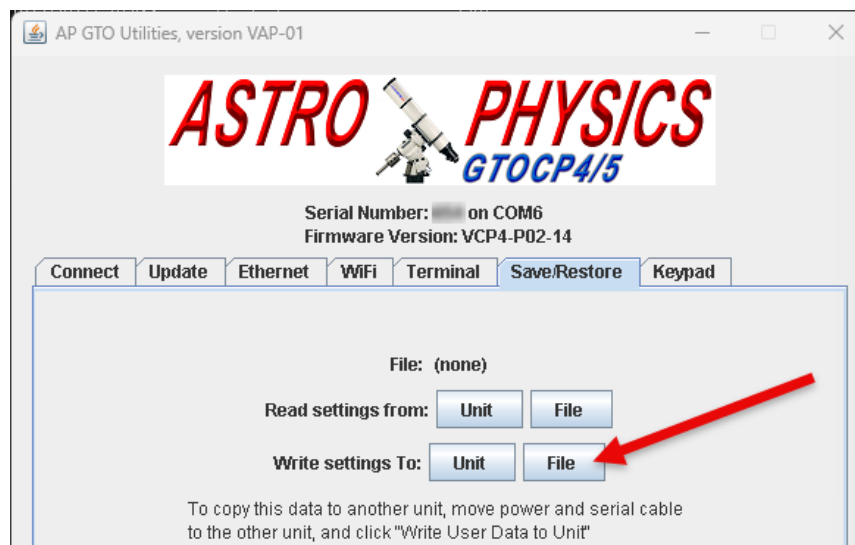 AP GTO Utilities, version VAP-01
ASTRO PHYSICS
GTOCP4/5
Serial Number: on COM6
Firmware Version: VCP4-P02-14
Connect Update Ethernet WiFi Terminal Save/Restore Keypad
File: (none)
Read settings from: Unit File
Write settings To: Unit File
To copy this data to another unit, move power and serial cable
to the other unit, and click "Write User Data to Unit"